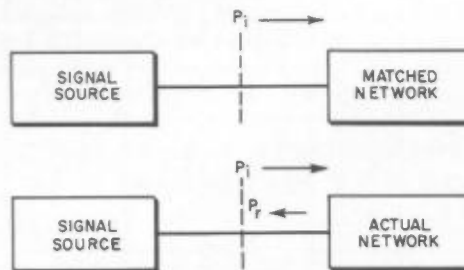 Pi
SIGNAL
SOURCE
MATCHED
NETWORK
Pi
Pr
SIGNAL
SOURCE
ACTUAL
NETWORK